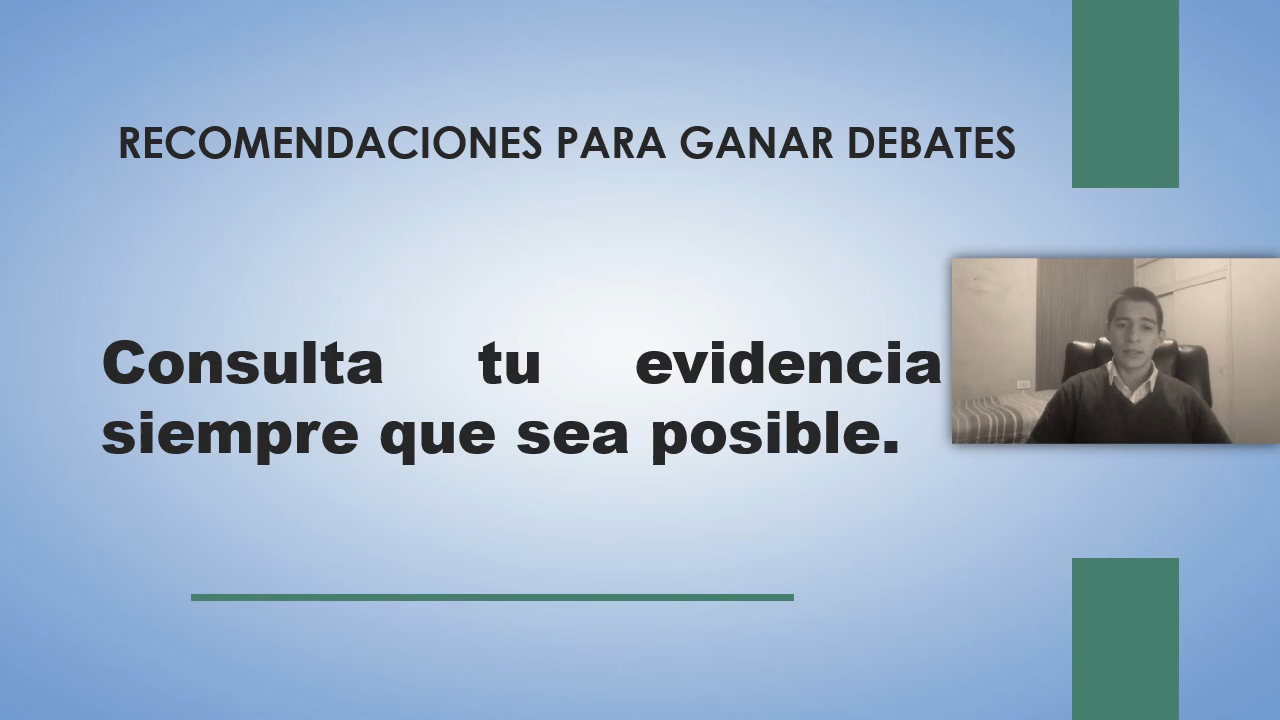 RECOMENDACIONES PARA GANAR DEBATES
Consulta tu evidencia
siempre que sea posible.